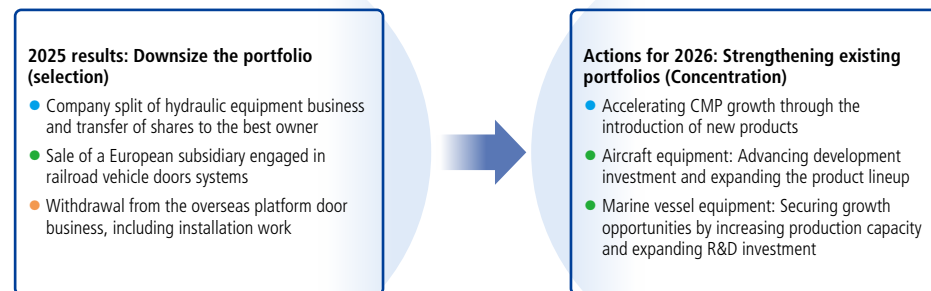 2025 results: Downsize the portfolio
(selection)
● Company split of hydraulic equipment business
and transfer of shares to the best owner
● Sale of a European subsidiary engaged in
railroad vehicle doors systems
● Withdrawal from the overseas platform door
business, including installation work
Actions for 2026: Strengthening existing
portfolios (Concentration)
● Accelerating CMP growth through the
introduction of new products
● Aircraft equipment: Advancing development
investment and expanding the product lineup
● Marine vessel equipment: Securing growth
opportunities by increasing production capacity
and expanding R&D investment